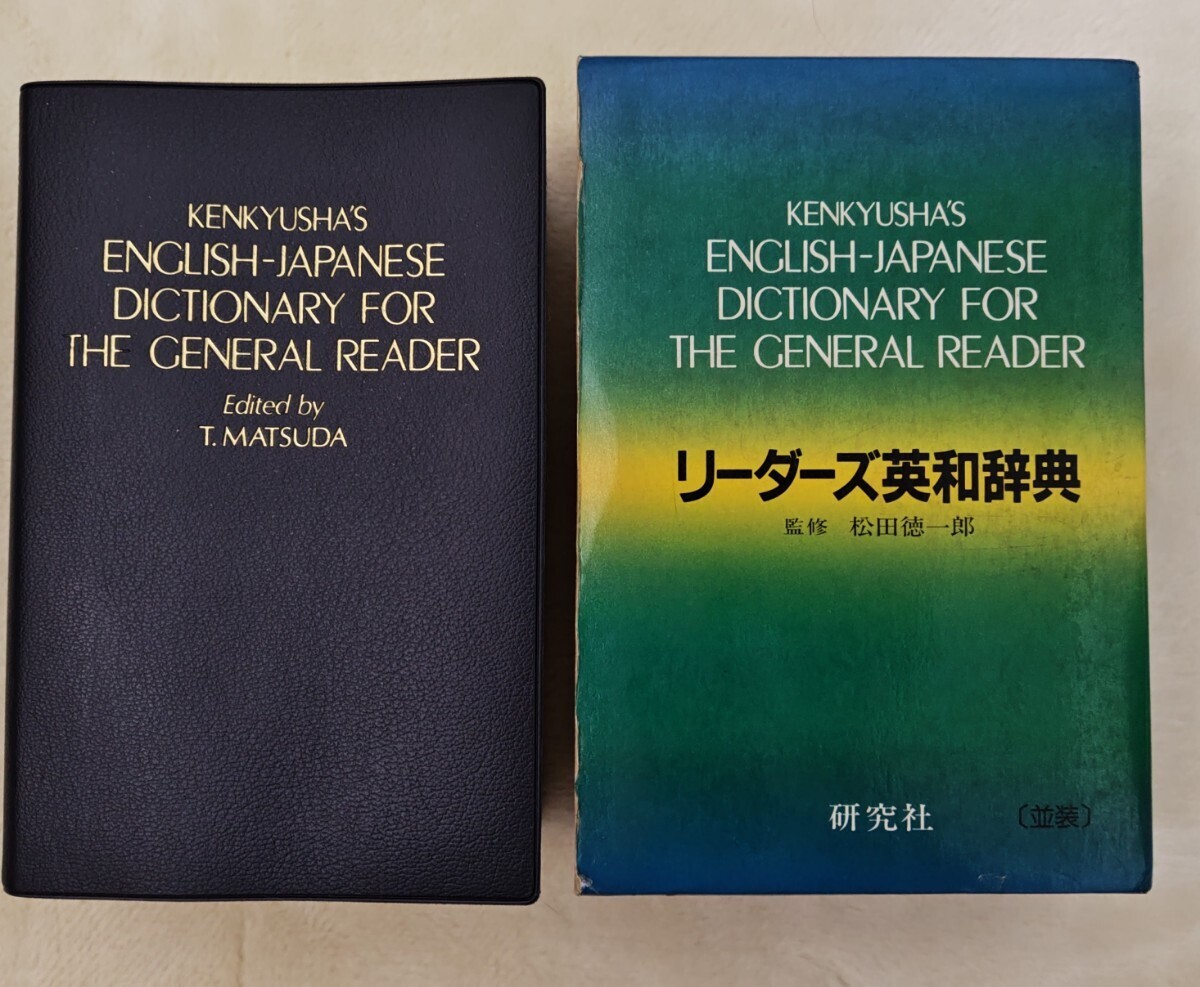 KENKYUSHA'S
ENGLISH-JAPANESE
DICTIONARY FOR
THE GENERAL READER
Edited by
T. MATSUDA
KENKYUSHA'S
ENGLISH-JAPANESE
DICTIONARY FOR
THE GENERAL READER
リーダーズ英和辞典
監修 松田徳一郎
研究社
〔並装〕